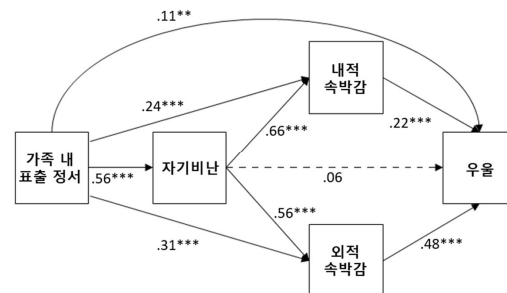 .11**
내적
속박감
.24***
.66***
.22***
가족 내
표출 정서
.56***
자기비난
.06
우울
.56***
.31***
외적
속박감
.48***